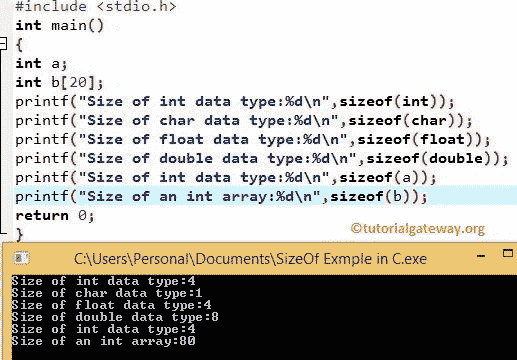 #include <stdio.h>
int main()
{
int a;
int b[20];
printf("Size of int data type:%d\n",sizeof(int));
printf("Size of char data type:%d\n",sizeof(char));
printf("Size of float data type:%d\n",sizeof(float));
printf("Size of double data type:%d\n",sizeof(double));
printf("Size of int data type:%d\n",sizeof(a));
printf("Size of an int array:%d\n",sizeof(b));
return 0;
}
©tutorialgateway.org
C:\Users\Personal\Documents\SizeOf Exmple in C.exe
Size of int data type:4
Size of char data type:1
Size of float data type:4
Size of double data type:8
Size of int data type:4
Size of an int array:80